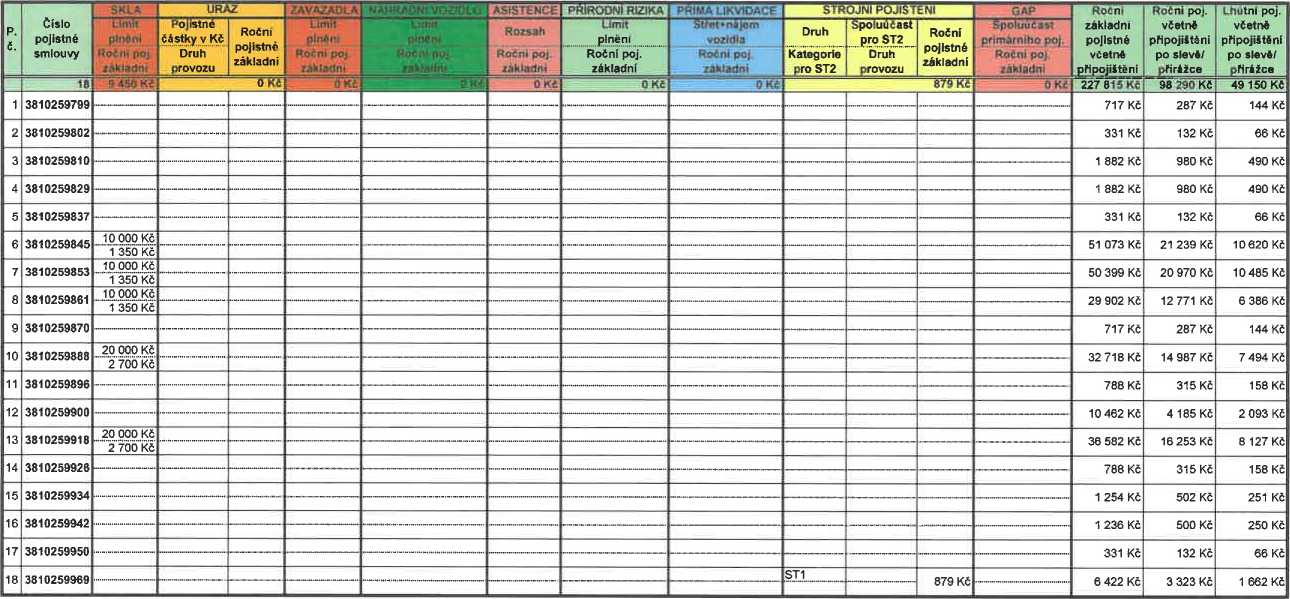 P. č. Číslo pojistné smlouvy SKLA Limit plnění Roční poj. základní
ÚRAZ Pojistné částky v Kč Druh provozu Roční pojistné základní
ZAVAZADLA Limit plnění Roční poj. základní
NÁHRADNÍ VOZIDLO Limit plnění Roční poj. základní
ASISTENCE Rozsah Roční poj. základní
PŘÍRODNÍ RIZIKA Limit plnění Roční poj. základní
PŘÍMÁ LIKVIDACE Střet+nájem vozidla Roční poj. základní
STROJNÍ POJIŠTĚNÍ Druh Kategorie pro ST2 Spoluúčast pro ST2 Druh provozu Roční pojistné základní
GAP Spoluúčast primárního poj. Roční poj. základní
Roční základní pojistné včetně připojištění
Roční poj. včetně připojištění po slevě/ přirážce
Lhůtní poj. včetně připojištění po slevě/ přirážce
18 9 450 Kč 0 Kč 0 Kč 0 Kč 0 Kč 0 Kč 0 Kč 879 Kč 0 Kč 227 815 Kč 98 290 Kč 49 150 Kč
1 3810259799 717 Kč 287 Kč 144 Kč
2 3810259802 331 Kč 132 Kč 66 Kč
3 3810259810 1 882 Kč 980 Kč 490 Kč
4 3810259829 1 882 Kč 980 Kč 490 Kč
5 3810259837 331 Kč 132 Kč 66 Kč
6 3810259845 10 000 Kč 1 350 Kč 51 073 Kč 21 239 Kč 10 620 Kč
7 3810259853 10 000 Kč 1 350 Kč 50 399 Kč 20 970 Kč 10 485 Kč
8 3810259861 10 000 Kč 1 350 Kč 29 902 Kč 12 771 Kč 6 386 Kč
9 3810259870 717 Kč 287 Kč 144 Kč
10 3810259888 20 000 Kč 2 700 Kč 32 718 Kč 14 987 Kč 7 494 Kč
11 3810259896 788 Kč 315 Kč 158 Kč
12 3810259900 10 462 Kč 4 185 Kč 2 093 Kč
13 3810259918 20 000 Kč 2 700 Kč 36 582 Kč 16 253 Kč 8 127 Kč
14 3810259926 788 Kč 315 Kč 158 Kč
15 3810259934 1 254 Kč 502 Kč 251 Kč
16 3810259942 1 236 Kč 500 Kč 250 Kč
17 3810259950 331 Kč 132 Kč 66 Kč
18 3810259969 ST1 879 Kč 6 422 Kč 3 323 Kč 1 662 Kč